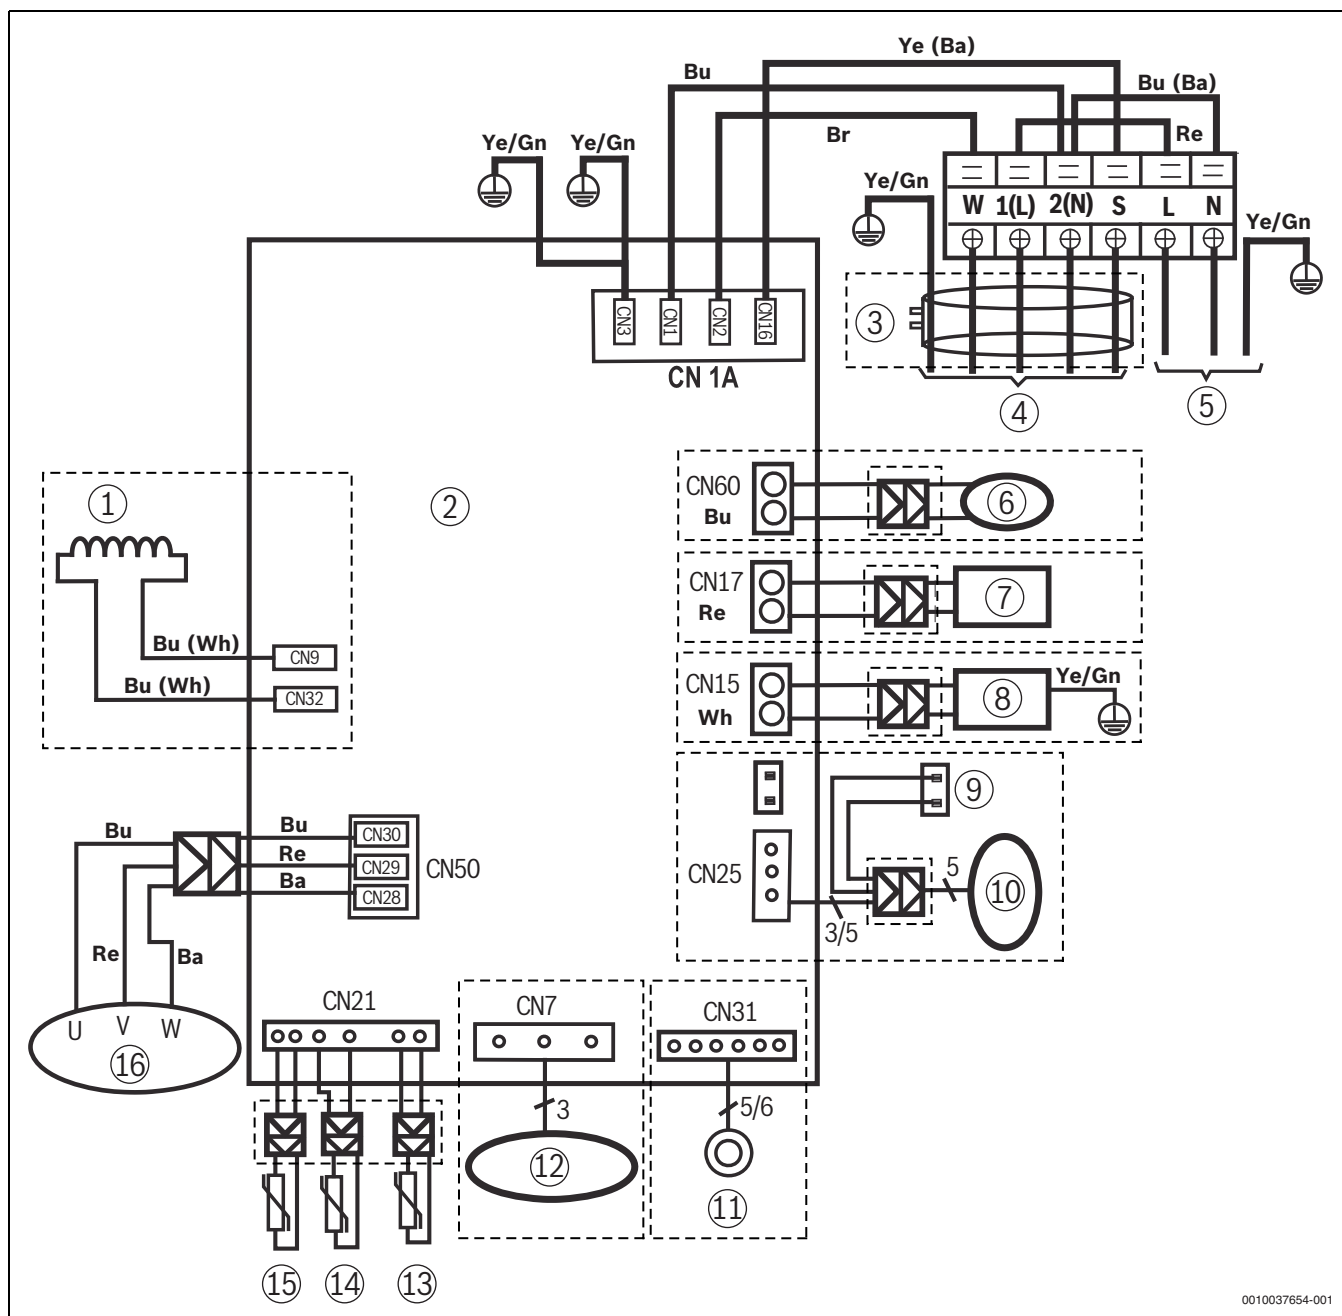 Ye (Ba)
Bu
Bu (Ba)
Br
Re
Ye/Gn
Ye/Gn
Ye/Gn
W 1(L) 2(N) S L N
Ye/Gn
CN3 CN1 CN2 CN16
CN 1A
3
4
5
1
2
CN60
Bu
6
CN17
Re
7
Bu (Wh)
CN9
Bu (Wh)
CN32
CN15
Wh
8
Ye/Gn
9
Bu
Bu
CN30
Re
CN29
CN50
Ba
CN28
CN25
5
10
3/5
Re
Ba
U V W
16
CN21
CN7
CN31
3
5/6
12
11
15
14
13
0010037654-001